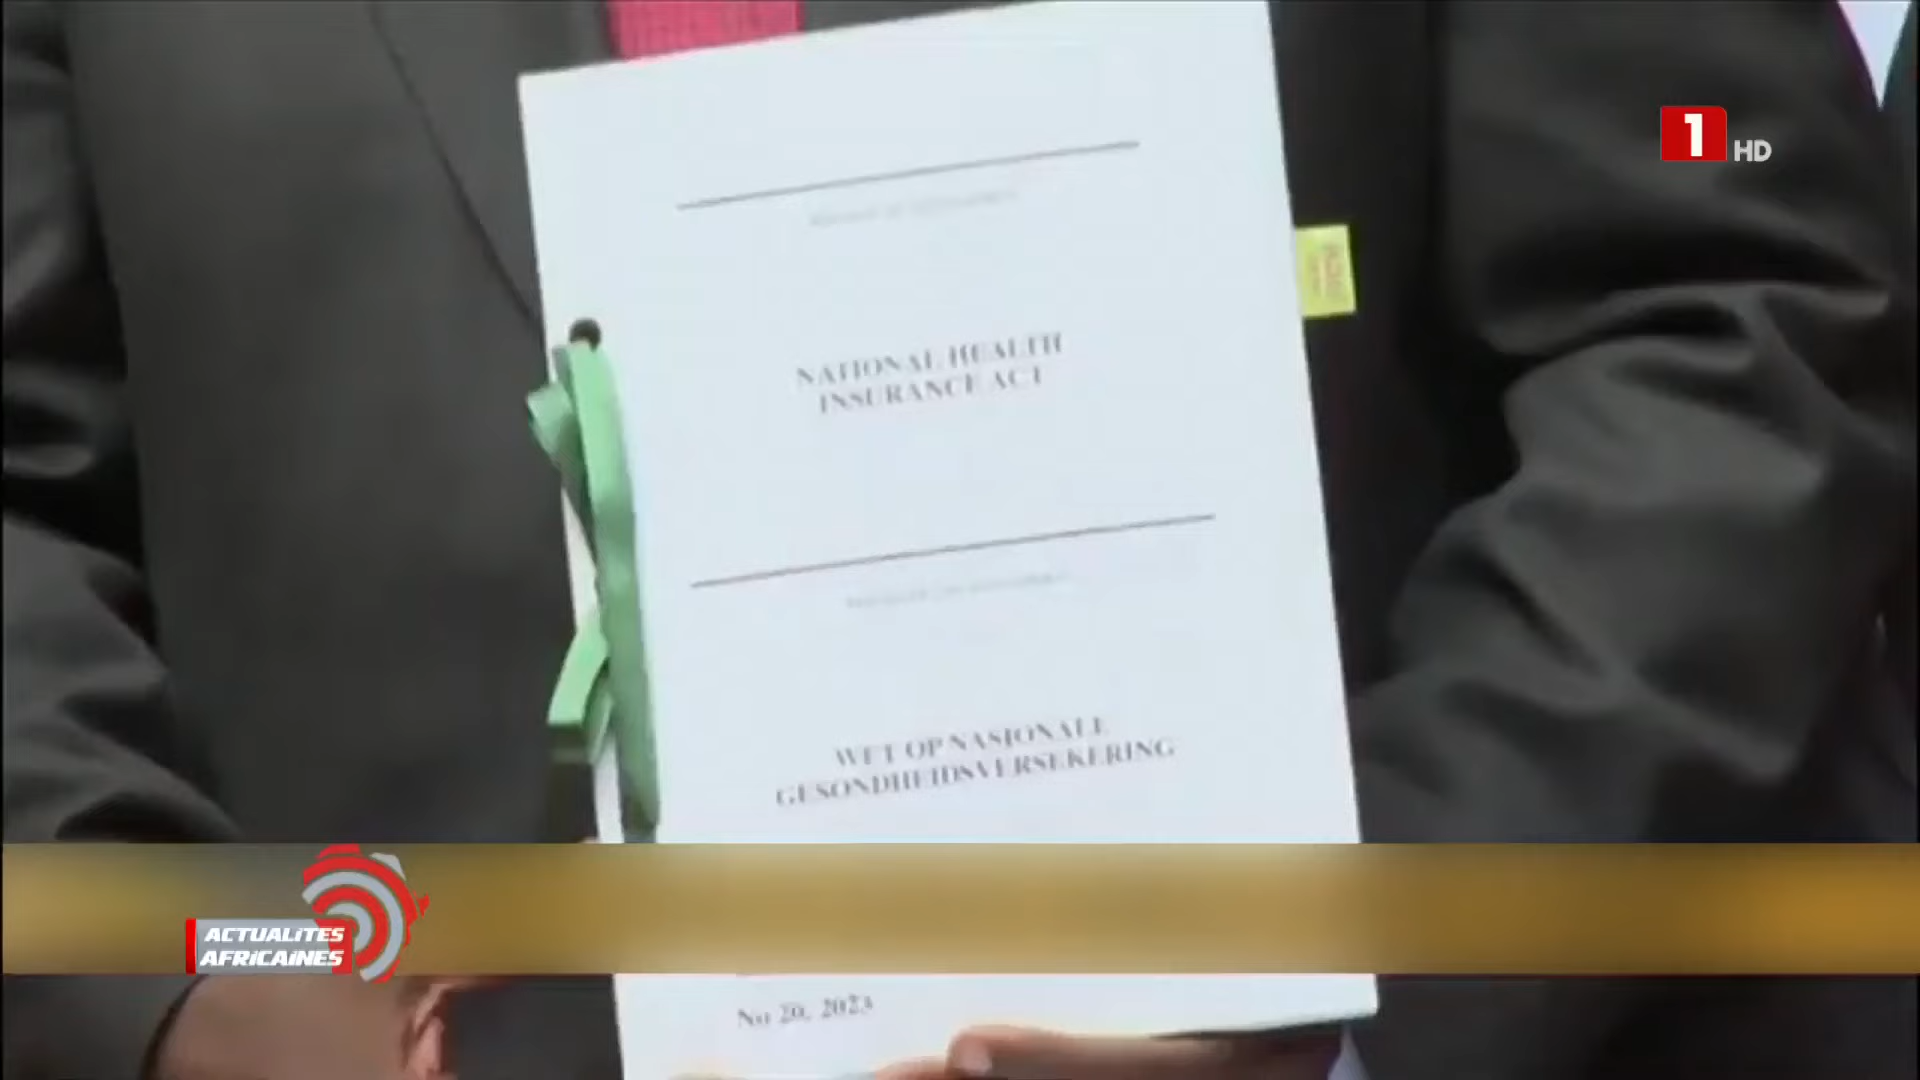 1 HD
NATIONAL HEALTH
INSURANCE ACT
WET OP NASIONALE
GESONDHEIDSVERSEKERING
ACTUALITES
AFRICAINES
No 20, 2023